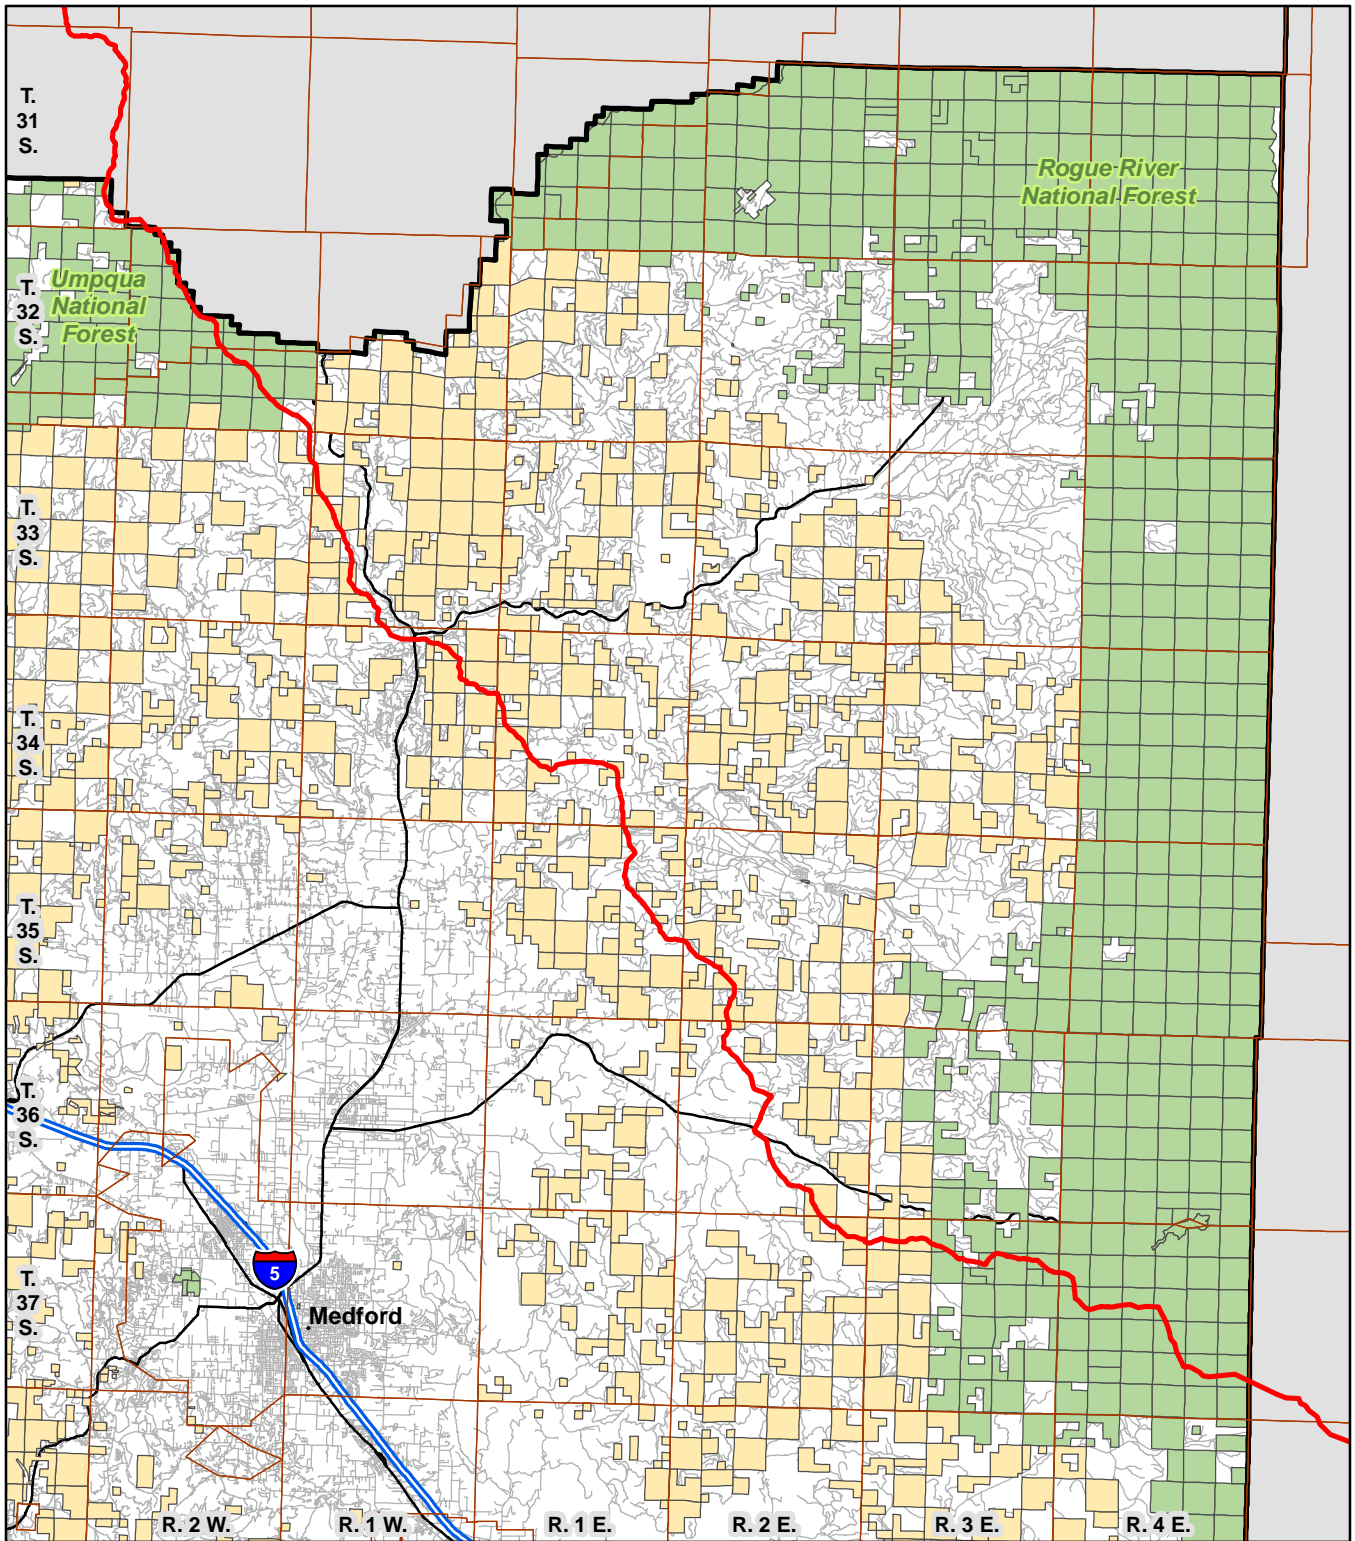 T.
31
S.
Rogue River
National Forest
Umpqua
National
Forest
T.
32
S.
T.
33
S.
T.
34
S.
T.
35
S.
T.
36
S.
5
T.
37
S.
Medford
R. 2 W.
R. 1 W.
R. 1 E.
R. 2 E.
R. 3 E.
R. 4 E.